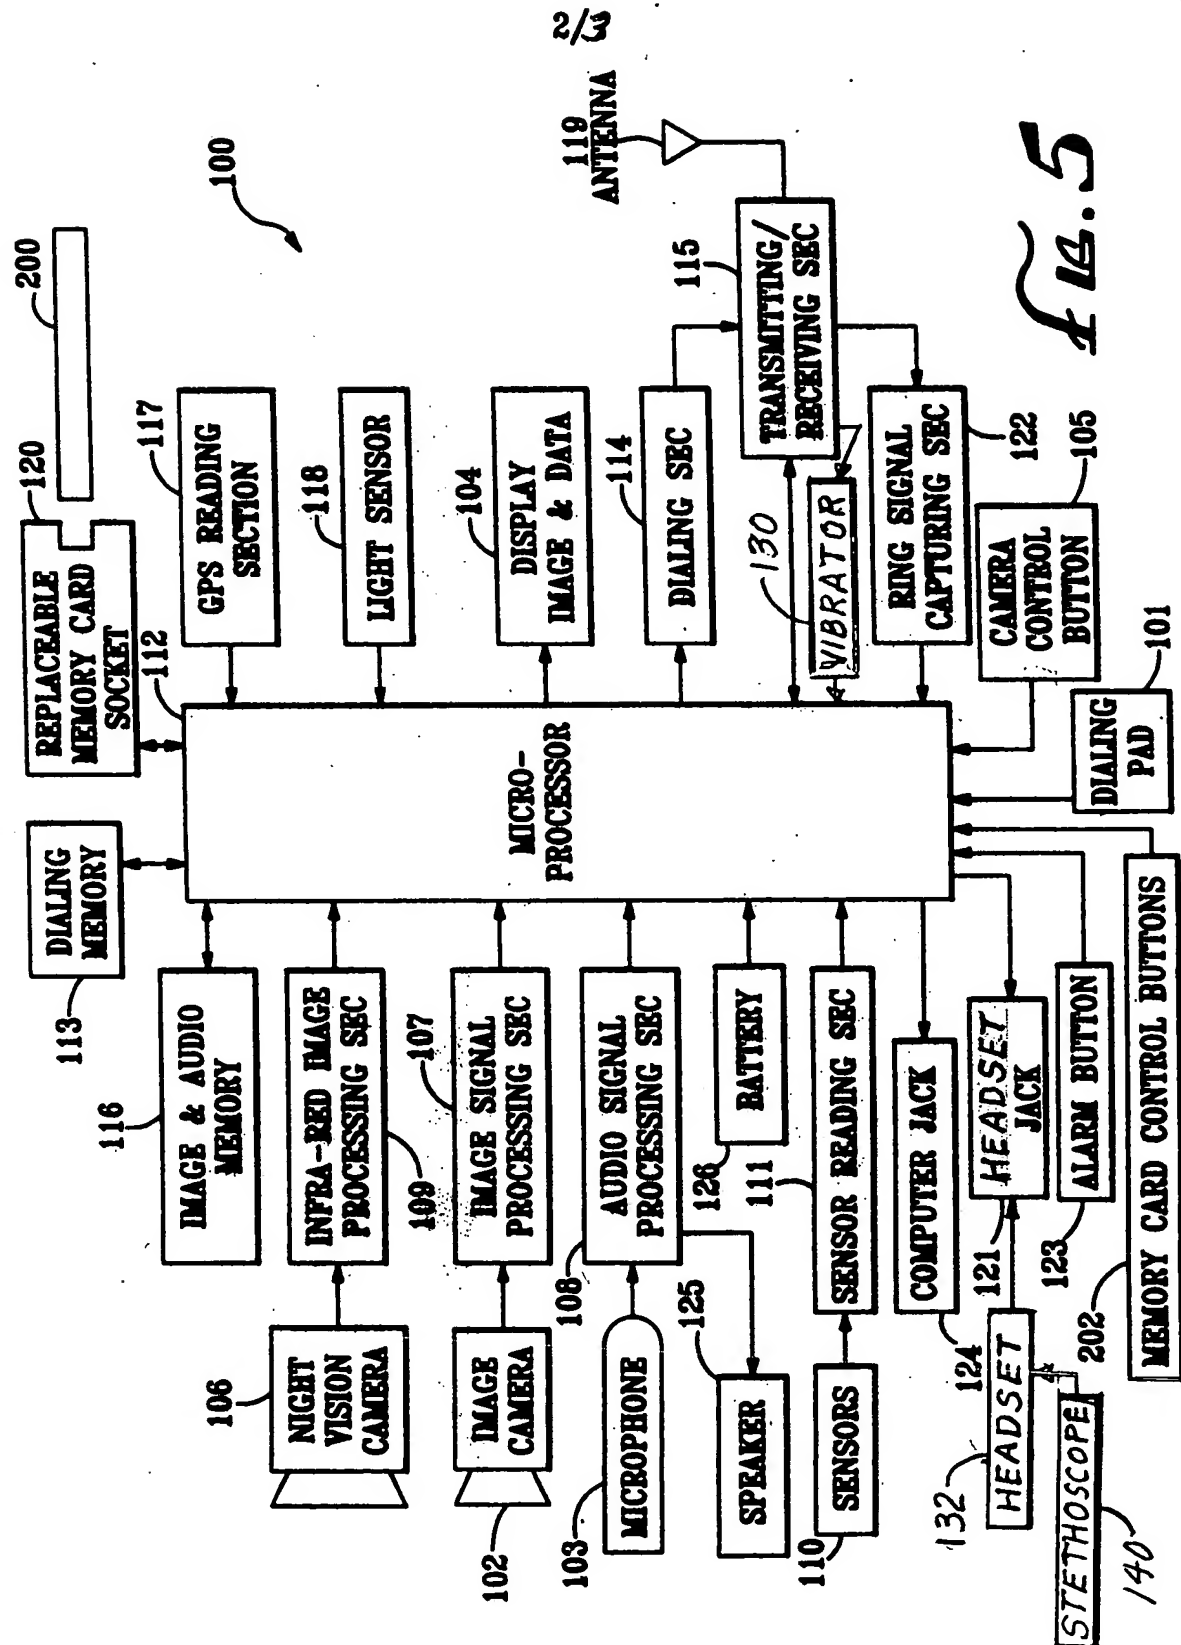 2/3
100
200
120
REPLACEABLE
MEMORY CARD
SOCKET
112
117
GPS READING
SECTION
118
LIGHT SENSOR
104
DISPLAY
IMAGE & DATA
114
DIALING SEC
115
TRANSMITTING/
RECEIVING SEC
119
ANTENNA
130
VIBRATOR
RING SIGNAL
CAPTURING SEC
122
CAMERA
CONTROL
BUTTON
105
DIALING
PAD
101
MICRO-
PROCESSOR
DIALING
MEMORY
113
116
IMAGE & AUDIO
MEMORY
INFRA-RED IMAGE
PROCESSING SEC
109
107
IMAGE SIGNAL
PROCESSING SEC
AUDIO SIGNAL
PROCESSING SEC
108
BATTERY
126
111
SENSOR READING SEC
COMPUTER JACK
124
HEADSET
JACK
121
ALARM BUTTON
123
MEMORY CARD CONTROL BUTTONS
202
106
NIGHT
VISION
CAMERA
IMAGE
CAMERA
102
MICROPHONE
103
125
SPEAKER
SENSORS
110
HEADSET
132
STETHOSCOPE
140
FIG. 5